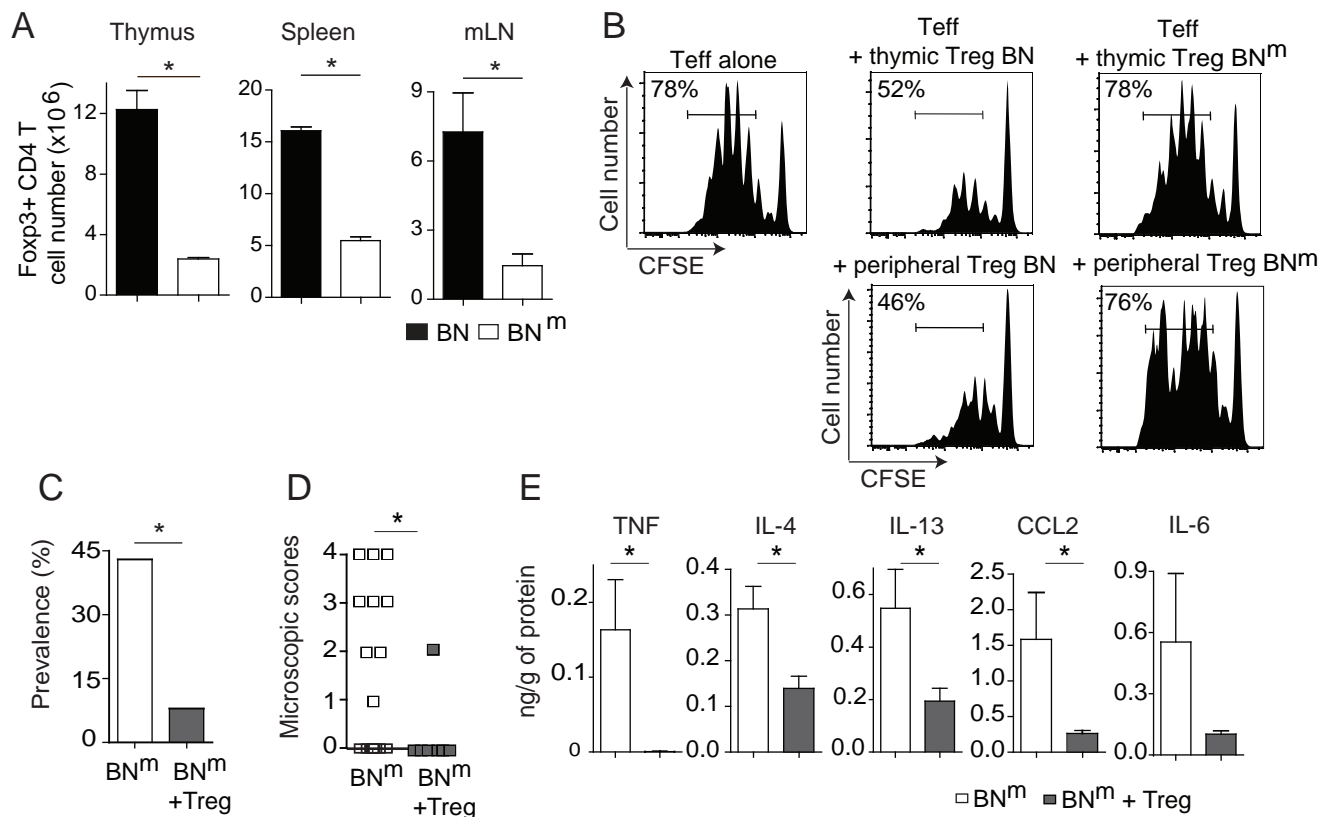 A
Thymus
Spleen
mLN
*
*
*
Foxp3+ CD4 T
cell number (x10⁶
)
12
8
4
0
20
15
10
5
0
9
6
3
0
BN
BNᵐ
B
Teff alone
78%
Cell number
CFSE
Teff
+ thymic Treg BN
52%
Teff
+ thymic Treg BNᵐ
78%
+ peripheral Treg BN
46%
Cell number
CFSE
+ peripheral Treg BNᵐ
76%
C
*
Prevalence (%)
45
30
15
0
BNᵐ
BNᵐ
+Treg
D
*
Microscopic scores
4
3
2
1
0
BNᵐ
BNᵐ
+Treg
E
TNF
IL-4
IL-13
CCL2
IL-6
*
*
*
*
ng/g of protein
0.2
0.1
0
0.4
0.3
0.2
0.1
0.0
0.6
0.4
0.2
0.0
2.5
2.0
1.5
1.0
0.5
0.0
0.9
0.6
0.3
0.0
BNᵐ
BNᵐ + Treg